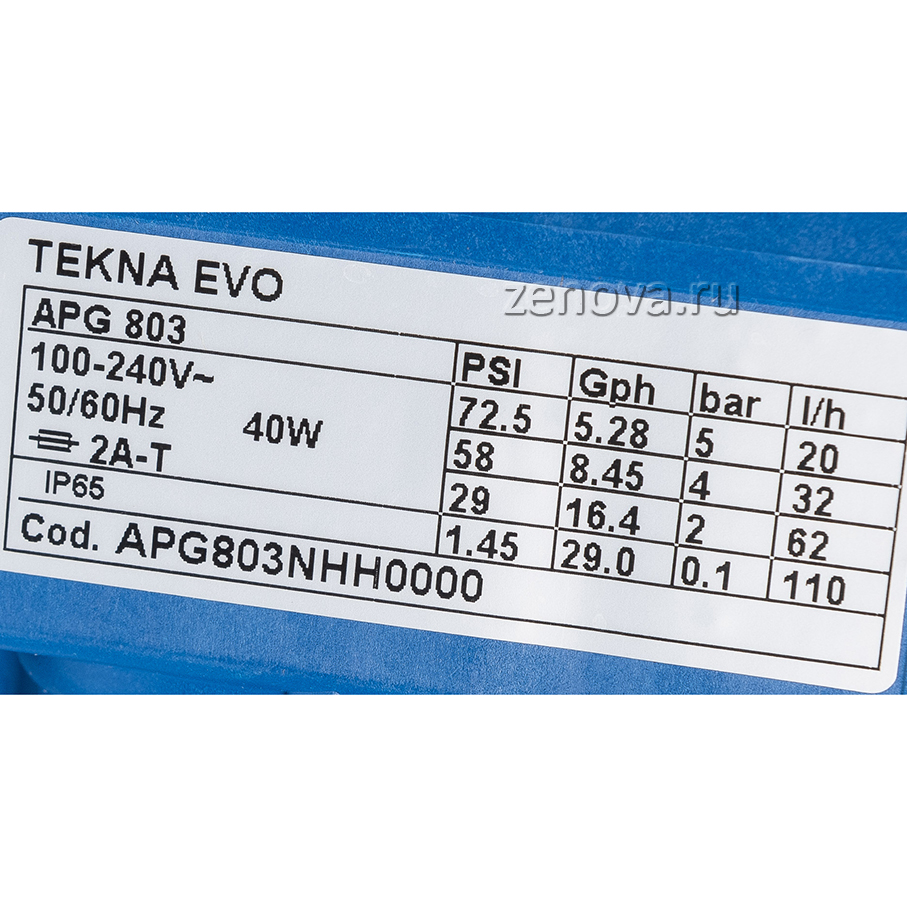 zenova.ru
TEKNA EVO
APG 803
100-240V~
50/60Hz
40W
2A-T
IP65
Cod. APG803NHH0000
PSI Gph bar l/h
72.5 5.28 5 20
58 8.45 4 32
29 16.4 2 62
1.45 29.0 0.1 110